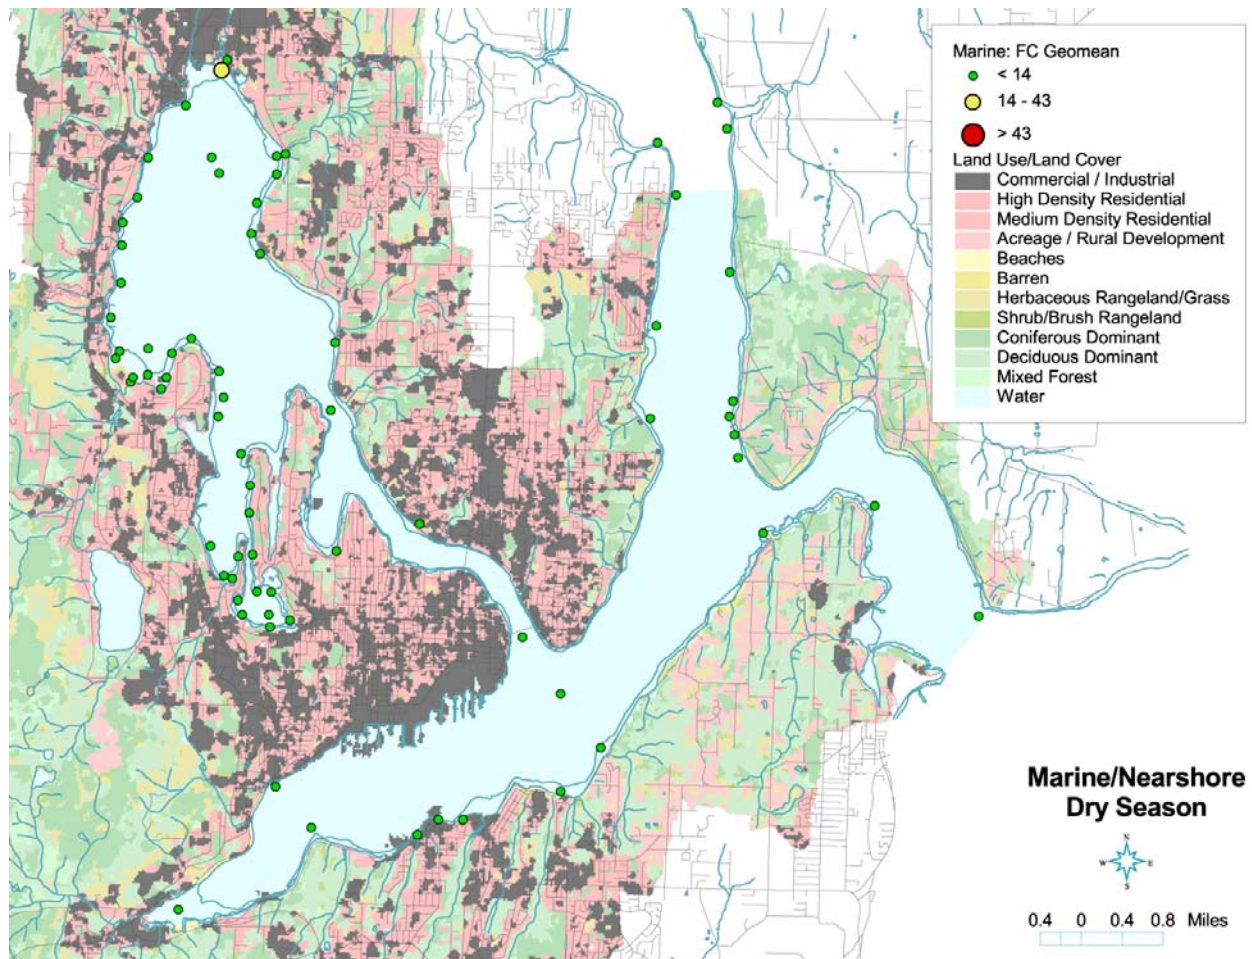 Marine: FC Geomean
< 14
14 - 43
> 43
Land Use/Land Cover
Commercial / Industrial
High Density Residential
Medium Density Residential
Acreage / Rural Development
Beaches
Barren
Herbaceous Rangeland/Grass
Shrub/Brush Rangeland
Coniferous Dominant
Deciduous Dominant
Mixed Forest
Water
Marine/Nearshore
Dry Season
N
W E
S
0.4 0 0.4 0.8 Miles